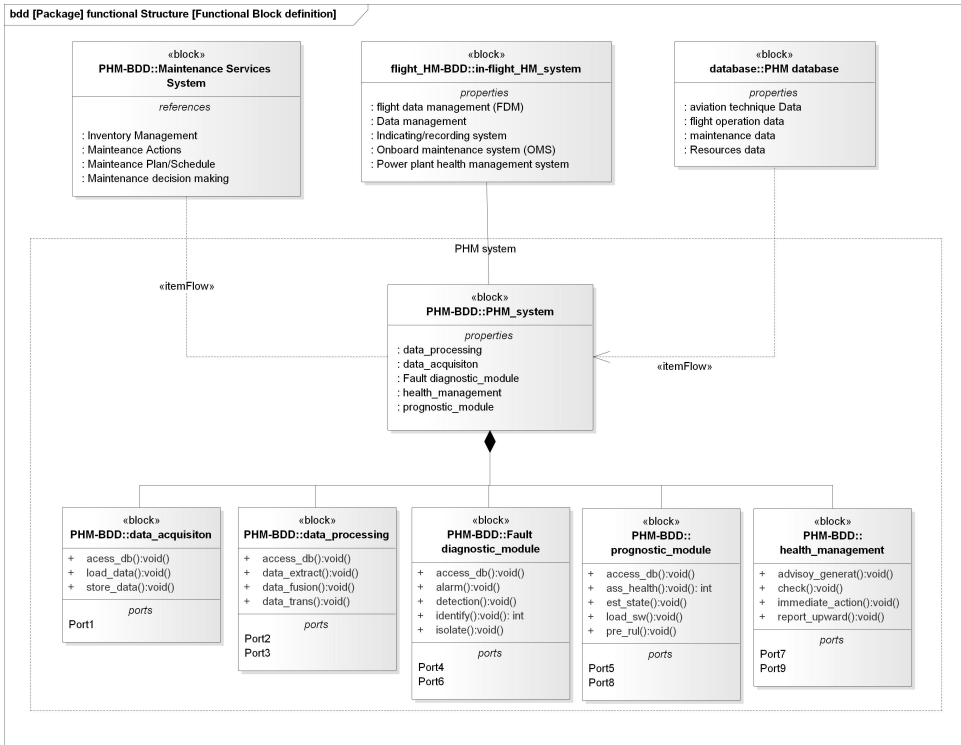 bdd [Package] functional Structure [Functional Block definition]
«block»
PHM-BDD::Maintenance Services
System
references
: Inventory Management
: Mainteance Actions
: Mainteance Plan/Schedule
: Maintenance decision making
«block»
flight_HM-BDD::in-flight_HM_system
properties
: flight data management (FDM)
: Data management
: Indicating/recording system
: Onboard maintenance system (OMS)
: Power plant health management system
«block»
database::PHM database
properties
: aviation technique Data
: flight operation data
: maintenance data
: Resources data
PHM system
«itemFlow»
«block»
PHM-BDD::PHM_system
properties
: data_processing
: data_acquisiton
: Fault diagnostic_module
: health_management
: prognostic_module
«itemFlow»
«block»
PHM-BDD::data_acquisiton
+ acess_db():void()
+ load_data():void()
+ store_data():void()
ports
Port1
«block»
PHM-BDD::data_processing
+ access_db():void()
+ data_extract():void()
+ data_fusion():void()
+ data_trans():void()
ports
Port2
Port3
«block»
PHM-BDD::Fault
diagnostic_module
+ access_db():void()
+ alarm():void()
+ detection():void()
+ identify():void(): int
+ isolate():void()
ports
Port4
Port6
«block»
PHM-BDD::
prognostic_module
+ access_db():void()
+ ass_health():void(): int
+ est_state():void()
+ load_sw():void()
+ pre_rul():void()
ports
Port5
Port8
«block»
PHM-BDD::
health_management
+ advisoy_generat():void()
+ check():void()
+ immediate_action():void()
+ report_upward():void()
ports
Port7
Port9